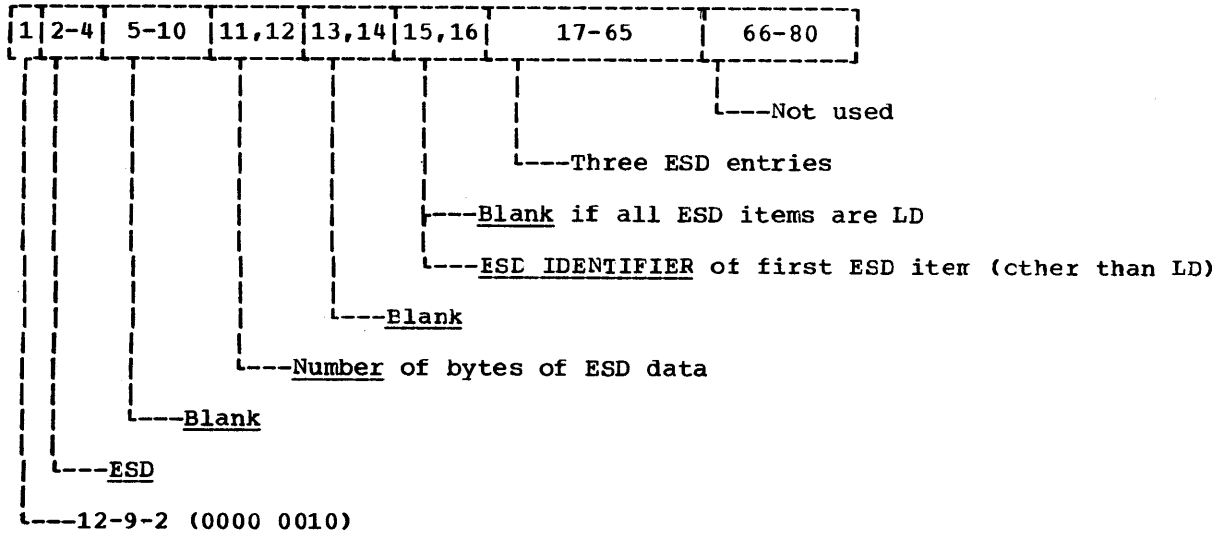 1 2-4 5-10 11,12 13,14 15,16 17-65 66-80
Not used
Three ESD entries
Blank if all ESD items are LD
ESD IDENTIFIER of first ESD item (cther than LD)
Blank
Number of bytes of ESD data
Blank
ESD
12-9-2 (0000 0010)